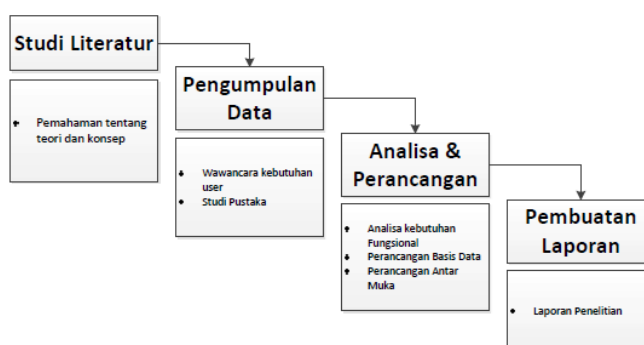 Studi Literatur
Pemahaman tentang
teori dan konsep
Pengumpulan
Data
Wawancara kebutuhan
user
Studi Pustaka
Analisa &
Perancangan
Analisa kebutuhan
Fungsional
Perancangan Basis Data
Perancangan Antar
Muka
Pembuatan
Laporan
Laporan Penelitian